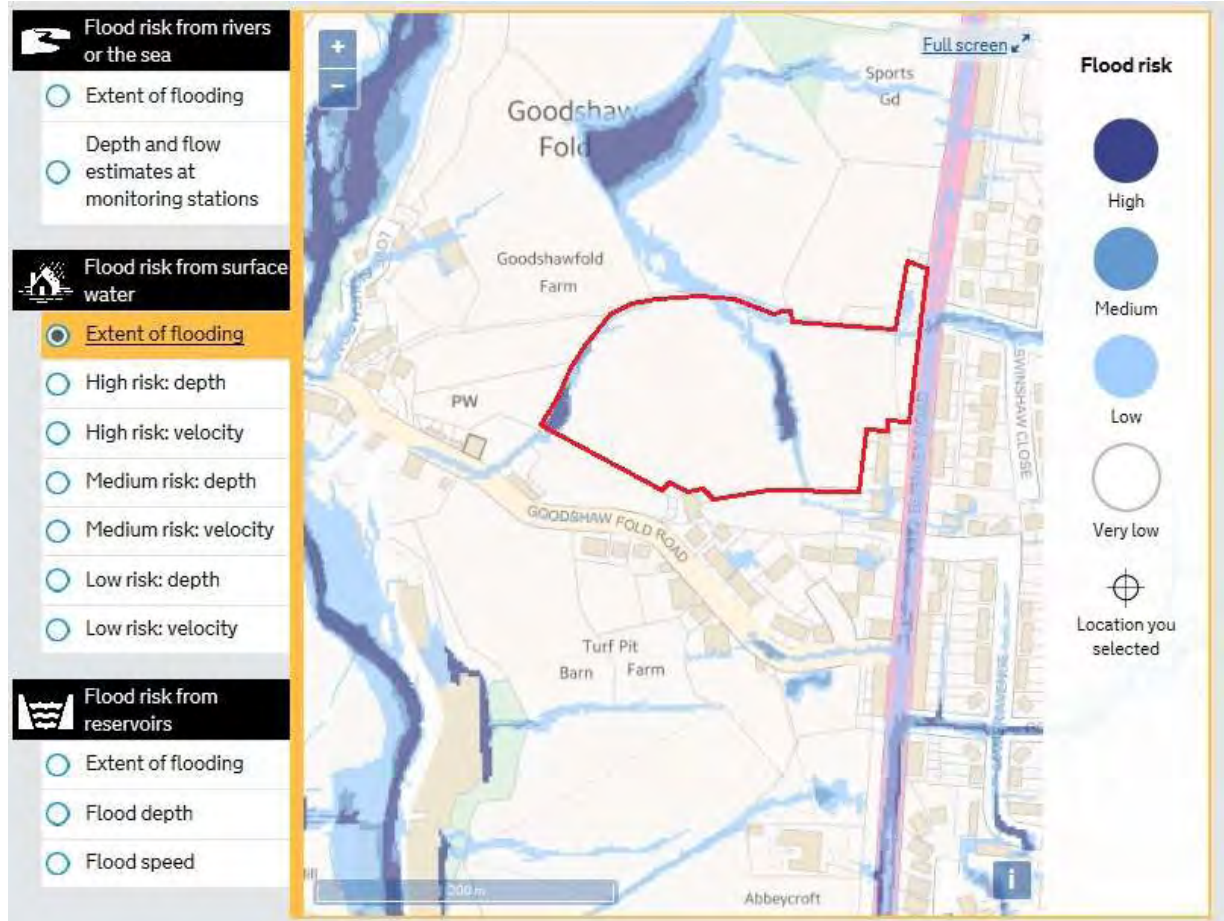 Flood risk from rivers
or the sea
Extent of flooding
Depth and flow
estimates at
monitoring stations
Flood risk from surface
water
Extent of flooding
High risk: depth
High risk: velocity
Medium risk: depth
Medium risk: velocity
Low risk: depth
Low risk: velocity
Flood risk from
reservoirs
Extent of flooding
Flood depth
Flood speed
+
−
Full screen
Sports
Gd
Goodshaw
Fold
Goodshawfold
Farm
PW
SWINSHAW CLOSE
GOODSHAW FOLD ROAD
Turf Pit
Barn Farm
Abbeycroft
200 m
i
Flood risk
High
Medium
Low
Very low
Location you
selected